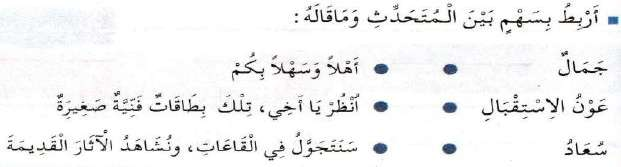 أَرْبِطُ بِسَهْمٍ بَيْنَ الْمُتَحَدِّثِ وَمَاقَالَهُ :
جَمَالٌ ● ● أَهْلاً وَسَهْلاً بِكُمْ
عَوْنُ الاِسْتِقْبَالِ ● ● اُنْظُرْ يَا أَخِي، تِلْكَ بِطَاقَاتٌ فَنِّيَّةٌ صَغِيرَةٌ
سُعَادُ ● ● سَنَتَجَوَّلُ فِي الْقَاعَاتِ، ونُشَاهَدُ الْآثَارَ الْقَدِيمَةَ